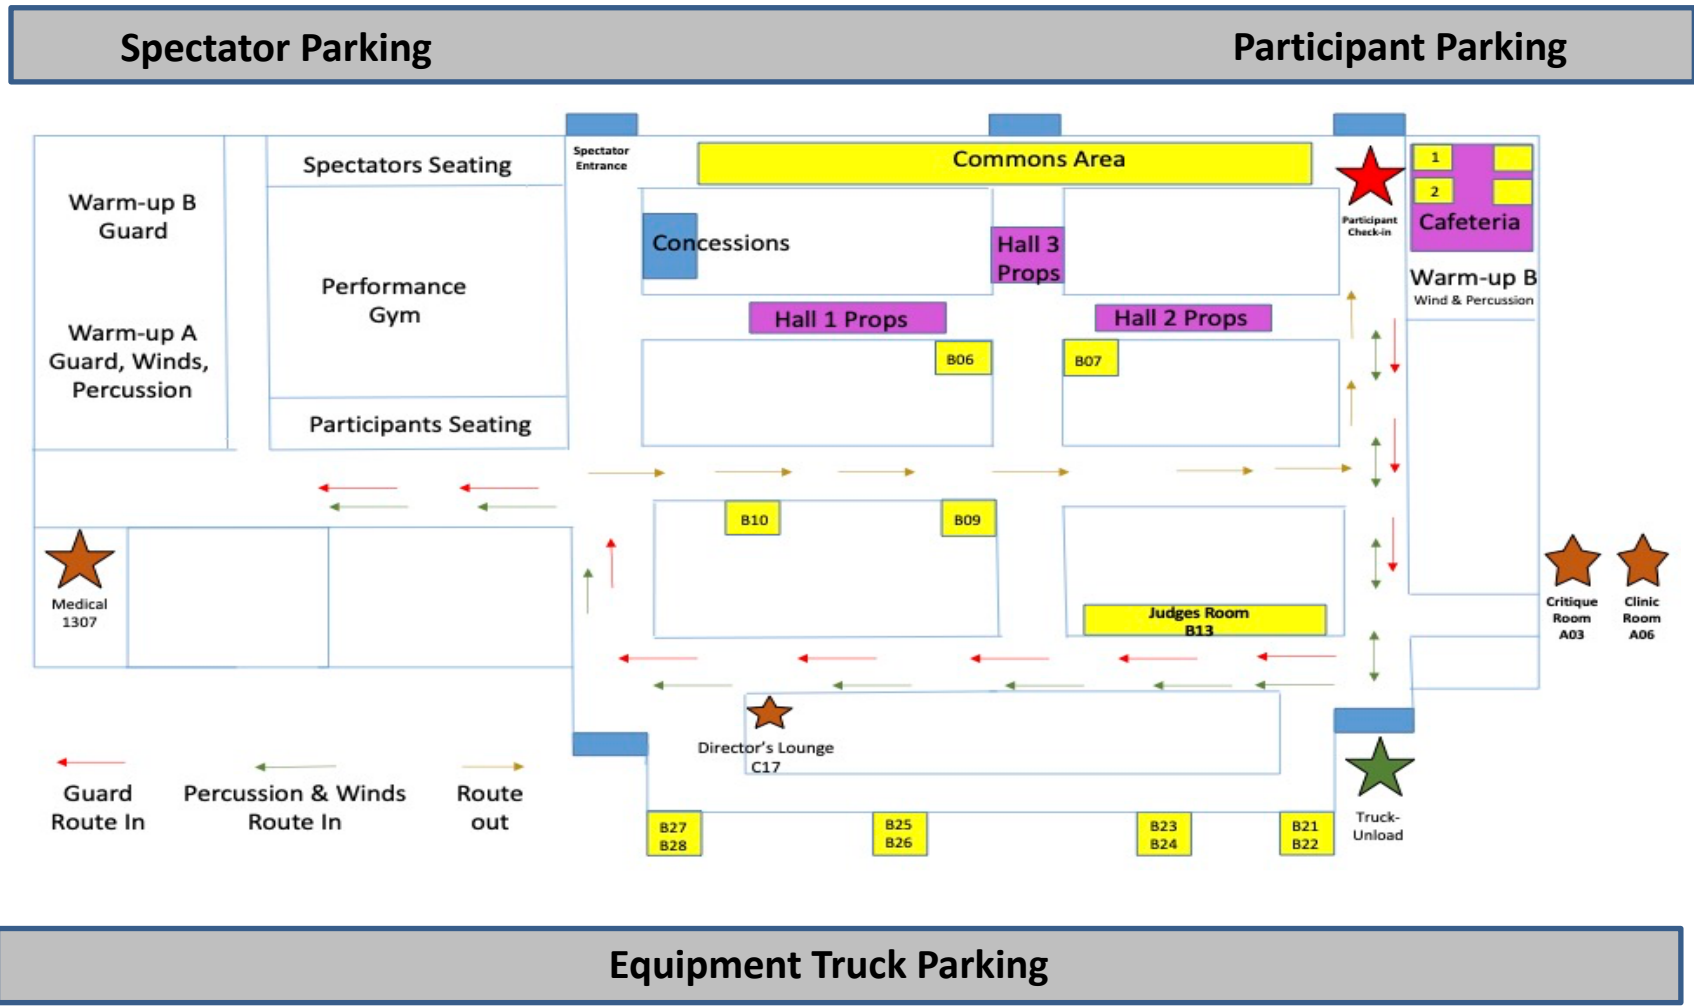 Spectator Parking
Participant Parking
Spectator
Entrance
Commons Area
Spectators Seating
1
2
Cafeteria
Participant
Check-in
Warm-up B
Guard
Concessions
Hall 3
Props
Warm-up B
Wind & Percussion
Performance
Gym
Hall 1 Props
Hall 2 Props
Warm-up A
Guard, Winds,
Percussion
B06
B07
Participants Seating
B10
B09
Medical
1307
Judges Room
B13
Critique
Room
A03
Clinic
Room
A06
Director's Lounge
C17
Guard
Route In
Percussion & Winds
Route In
Route
out
B27
B28
B25
B26
B23
B24
B21
B22
Truck-
Unload
Equipment Truck Parking